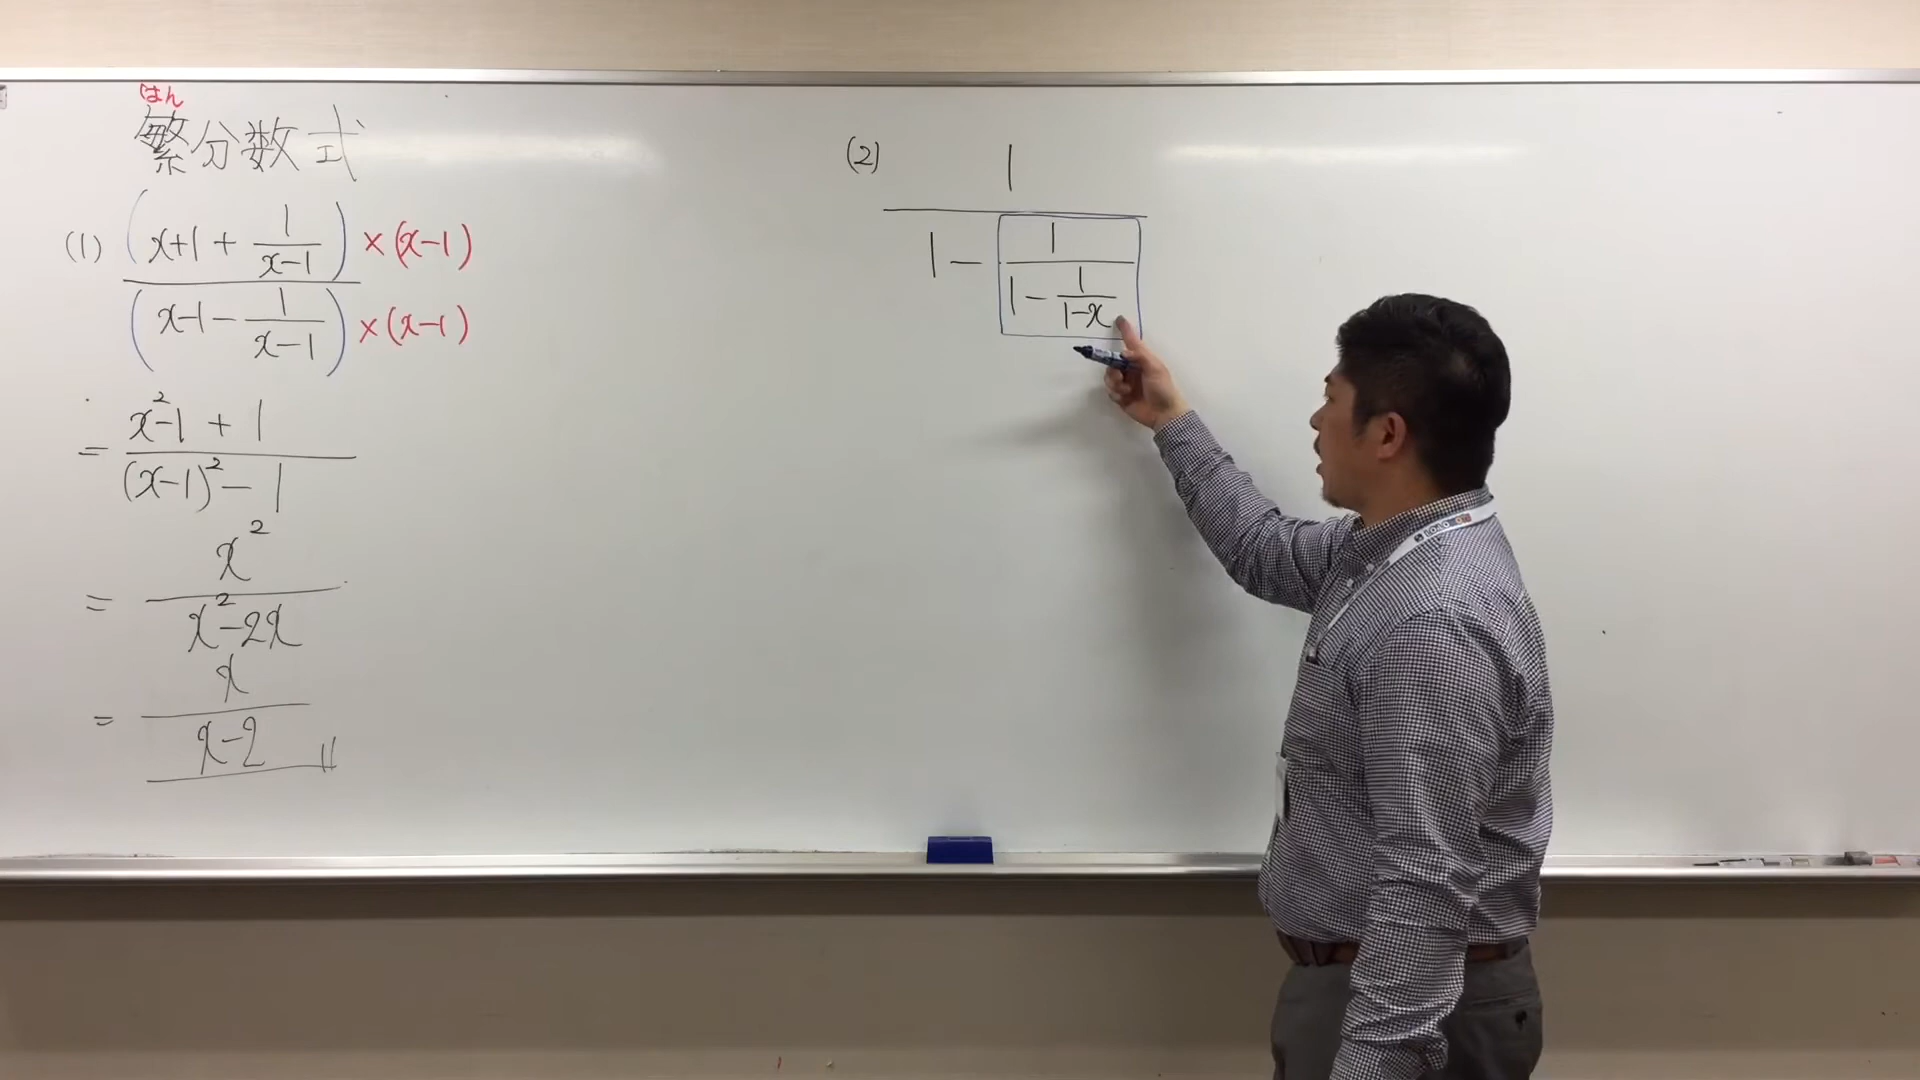 はん
繁分数式
(1) (x+1 + 1/(x-1)) × (x-1)
(x-1 - 1/(x-1)) × (x-1)
= (x²-1 + 1)/((x-1)² - 1)
= x²/(x²-2x)
= x/(x-2) //
(2) 1/(1 - 1/(1 - 1/(1-x)))